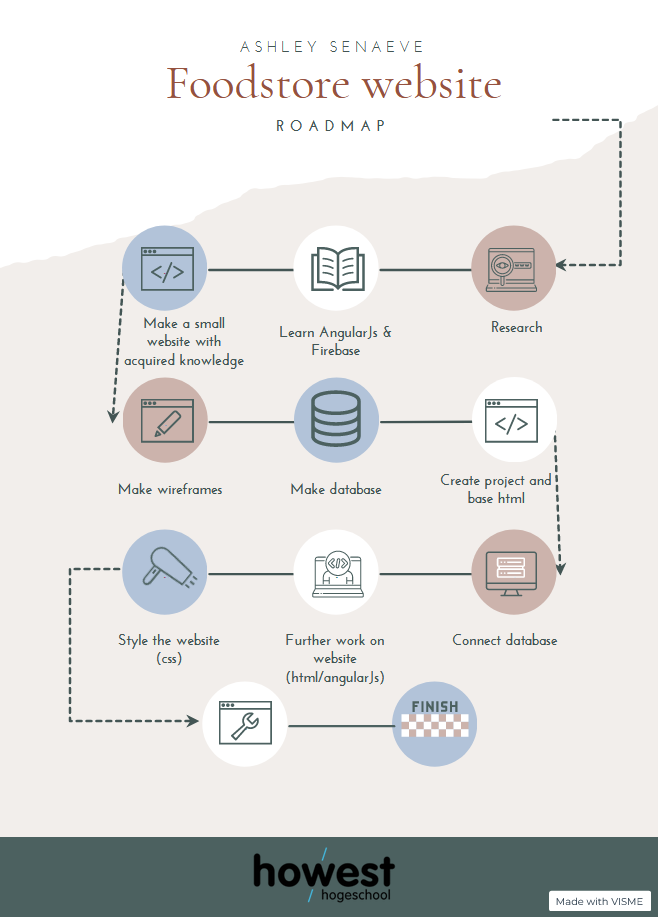 ASHLEY SENAEVE
Foodstore website
ROADMAP
Make a small
website with
acquired knowledge
Learn AngularJs &
Firebase
Research
Make wireframes
Make database
Create project and
base html
Style the website
(css)
Further work on
website
(html/angularJs)
Connect database
FINISH
howest
hogeschool
Made with VISME